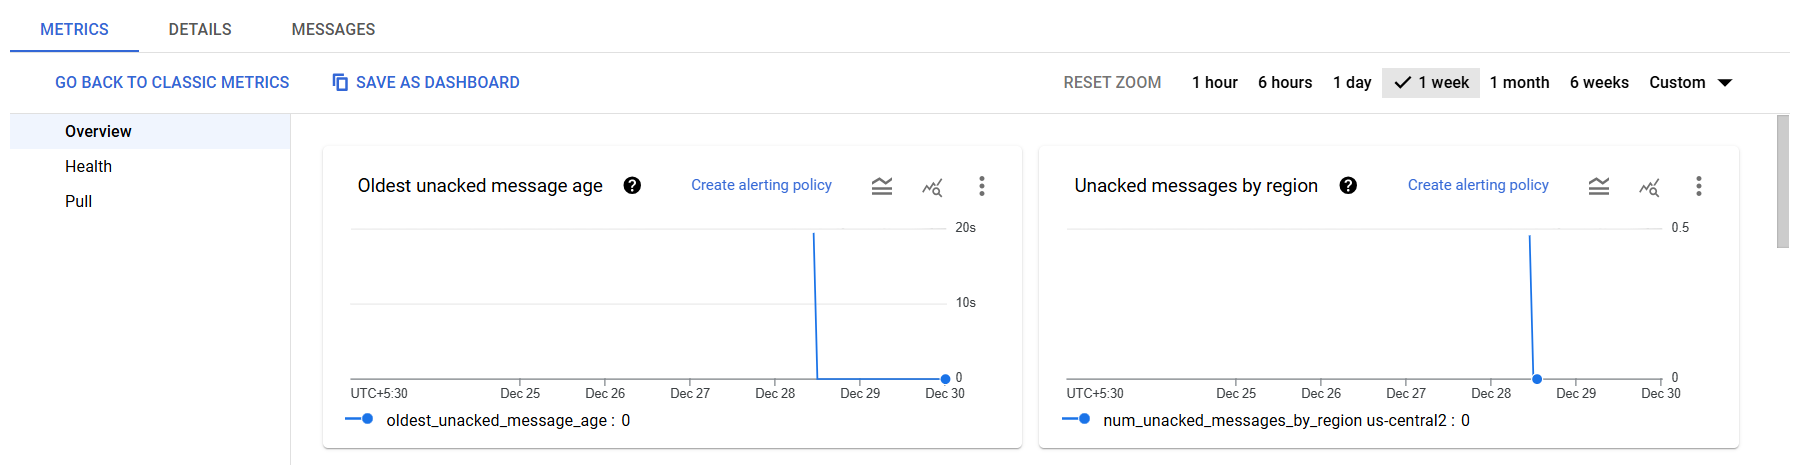 METRICS DETAILS MESSAGES
GO BACK TO CLASSIC METRICS SAVE AS DASHBOARD RESET ZOOM 1 hour 6 hours 1 day 1 week 1 month 6 weeks Custom
Overview
Health
Pull
Oldest unacked message age ? Create alerting policy
20s
10s
0
UTC+5:30 Dec 25 Dec 26 Dec 27 Dec 28 Dec 29 Dec 30
oldest_unacked_message_age : 0
Unacked messages by region ? Create alerting policy
0.5
0
UTC+5:30 Dec 25 Dec 26 Dec 27 Dec 28 Dec 29 Dec 30
num_unacked_messages_by_region us-central2 : 0